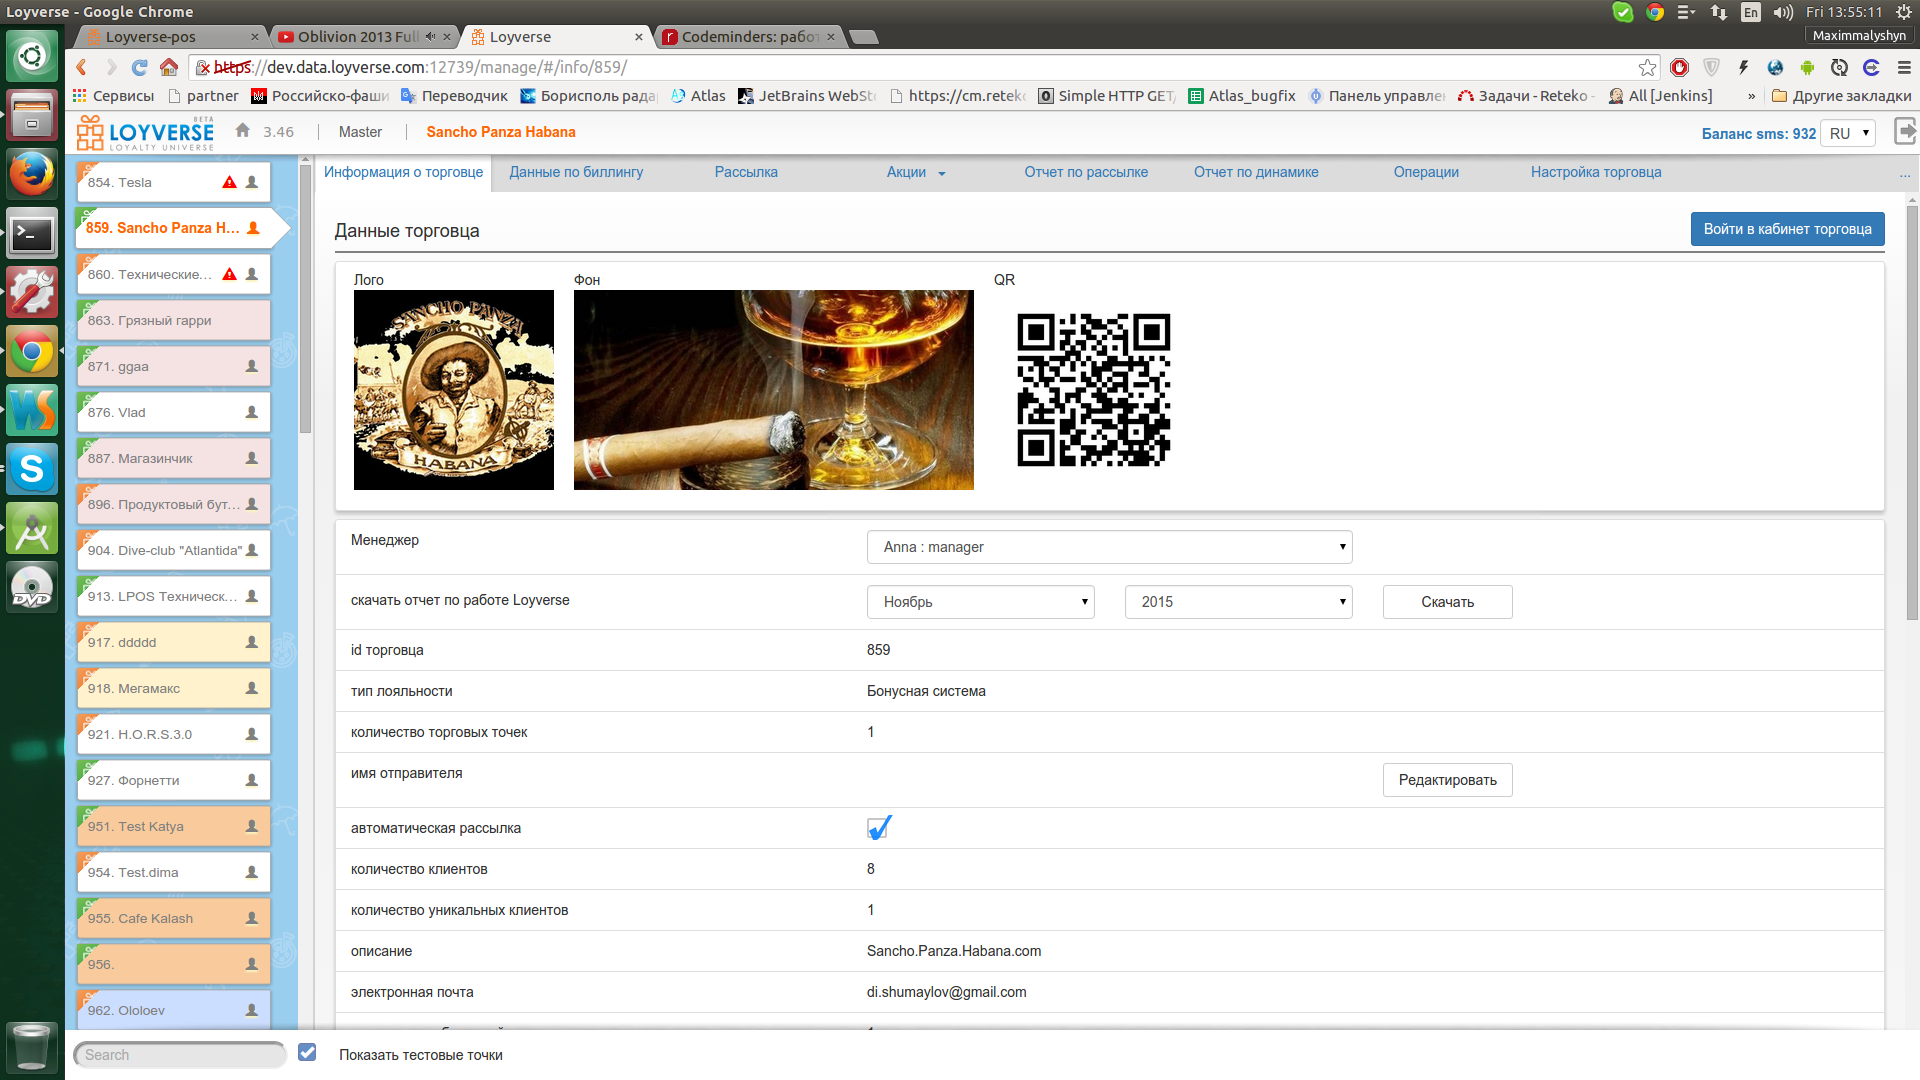 Loyverse - Google Chrome
En
Fri 13:55:11
Maximmalyshyn
Loyverse-pos
Oblivion 2013 Full
Loyverse
Codeminders: рабо
https://dev.data.loyverse.com:12739/manage/#/info/859/
Сервисы
partner
Российско-фаши
Переводчик
Борисполь рада
Atlas
JetBrains WebSt
https://cm.retek
Simple HTTP GET/
Atlas_bugfix
Панель управле
Задачи - Reteko -
All [Jenkins]
»
Другие закладки
BETA
LOYVERSE
LOYALTY UNIVERSE
3.46
Master
Sancho Panza Habana
Баланс sms: 932
RU
854. Tesla
859. Sancho Panza H...
860. Технические...
863. Грязный гарри
871. ggaa
876. Vlad
887. Магазинчик
896. Продуктовый бут...
904. Dive-club "Atlantida"
913. LPOS Техническ...
917. ddddd
918. Мегамакс
921. H.O.R.S.3.0
927. Форнетти
951. Test Katya
954. Test.dima
955. Cafe Kalash
956.
962. Ololoev
Search
Показать тестовые точки
Информация о торговце
Данные по биллингу
Рассылка
Акции
Отчет по рассылке
Отчет по динамике
Операции
Настройка торговца
...
Данные торговца
Войти в кабинет торговца
Лого
Фон
QR
SANCHO PANZA
HABANA
Менеджер
Anna : manager
скачать отчет по работе Loyverse
Ноябрь
2015
Скачать
id торговца
859
тип лояльности
Бонусная система
количество торговых точек
1
имя отправителя
Редактировать
автоматическая рассылка
количество клиентов
8
количество уникальных клиентов
1
описание
Sancho.Panza.Habana.com
электронная почта
di.shumaylov@gmail.com